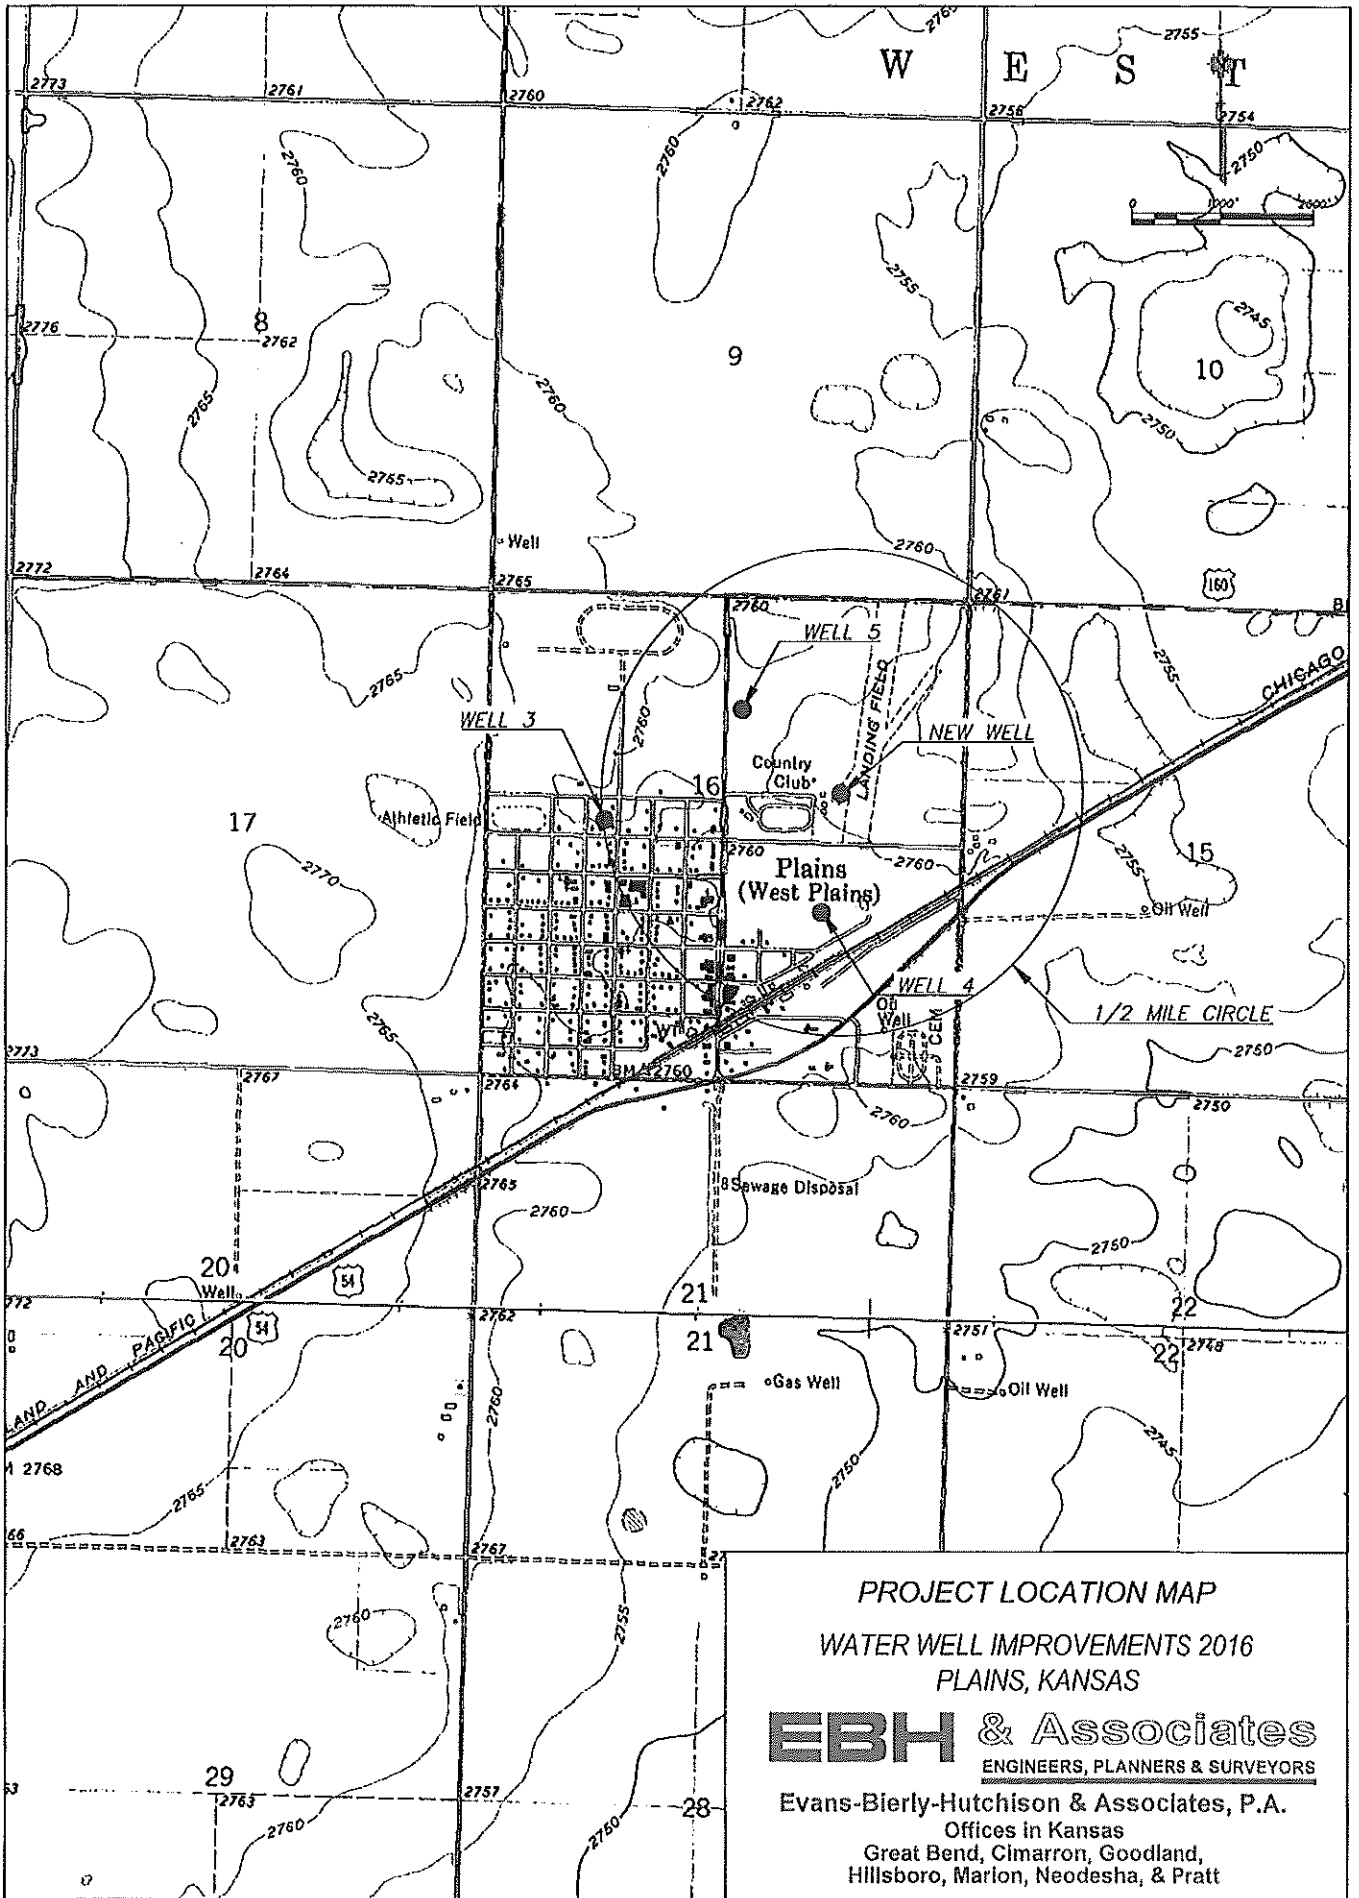 W E S T
2755
2773
2761
2760
2762
2756
2754
2760
2760
2750
0 1000' 2000'
2755
2776
8
2762
2745
9
10
2765
2760
2750
2765
Well
2760
2772
2764
2765
160
2760
2761
WELL 5
2765
2755
CHICAGO
LANDING FIELD
WELL 3
2760
NEW WELL
Country
Club
16
17
Athletic Field
2760
2760
15
2755
2770
Plains
(West Plains)
Oil Well
WELL 4
Oil
Well
1/2 MILE CIRCLE
2765
CEM
2773
2767
2764
BM 2760
2759
2750
2750
2760
2765
Sewage Disposal
2760
2750
20
Well
54
21
22
2762
54
20
21
2751
22
2748
AND PACIFIC
LAND
Gas Well
Oil Well
2760
2745
2768
2750
2765
66
2763
2767
2760
2755
29
2763
2757
28
2760
2750
PROJECT LOCATION MAP
WATER WELL IMPROVEMENTS 2016
PLAINS, KANSAS
EBH & Associates
ENGINEERS, PLANNERS & SURVEYORS
Evans-Bierly-Hutchison & Associates, P.A.
Offices in Kansas
Great Bend, Cimarron, Goodland,
Hillsboro, Marion, Neodesha, & Pratt